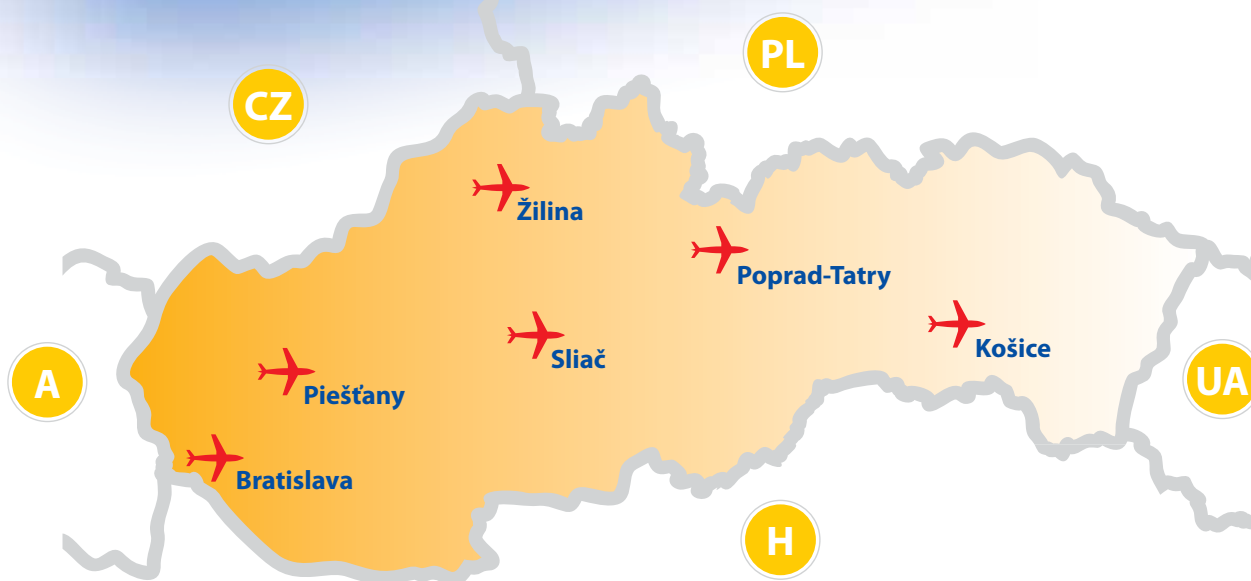 PL
CZ
Žilina
Poprad-Tatry
Košice
Sliač
A
UA
Piešťany
Bratislava
H